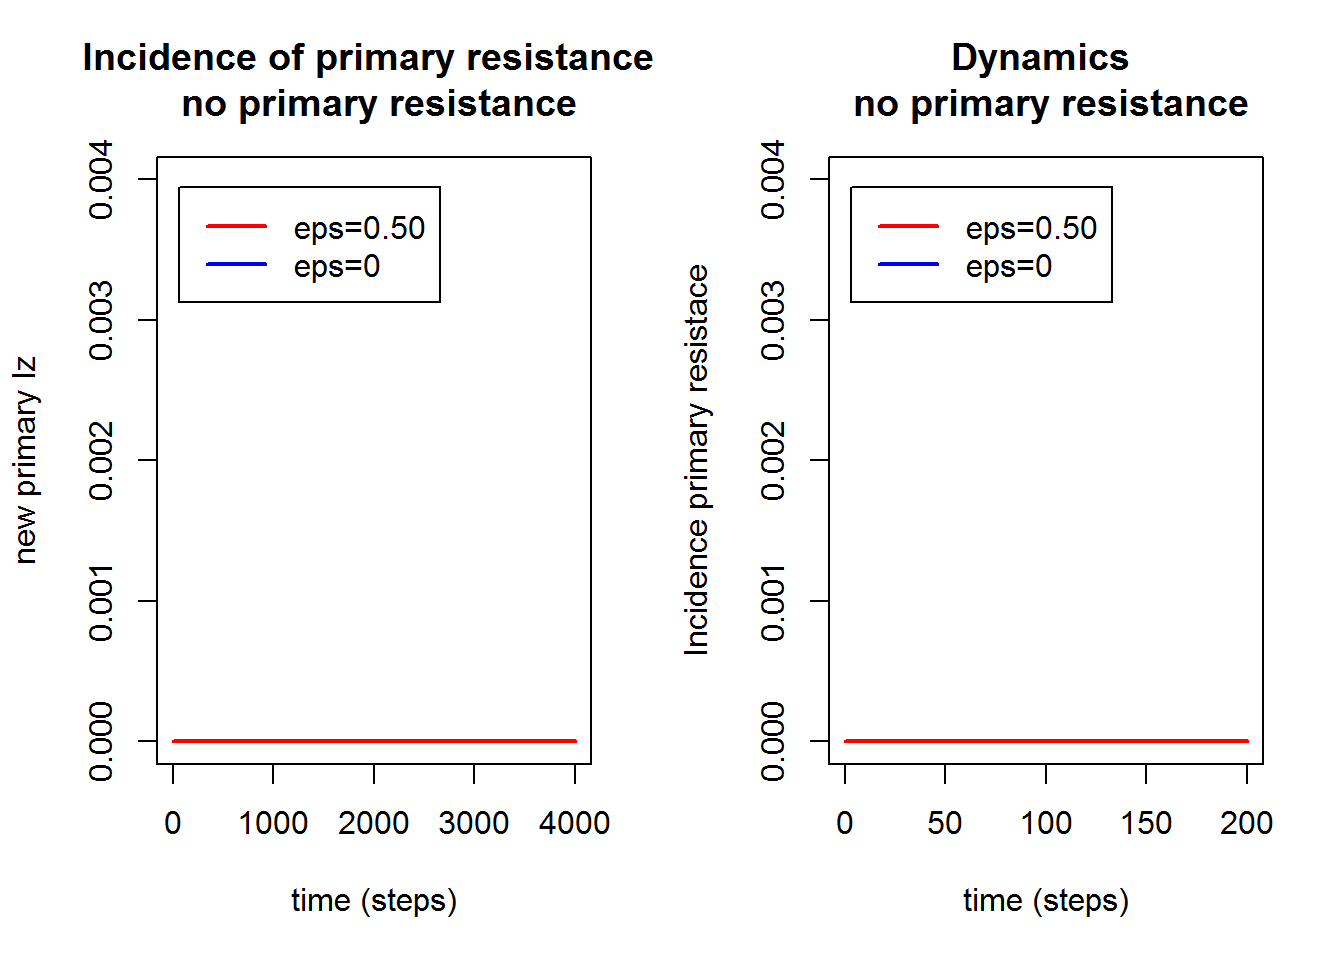 Incidence of primary resistance
no primary resistance
new primary Iz
0.004
0.003
0.002
0.001
0.000
eps=0.50
eps=0
0 1000 2000 3000 4000
time (steps)
Dynamics
no primary resistance
Incidence primary resistace
0.004
0.003
0.002
0.001
0.000
eps=0.50
eps=0
0 50 100 150 200
time (steps)